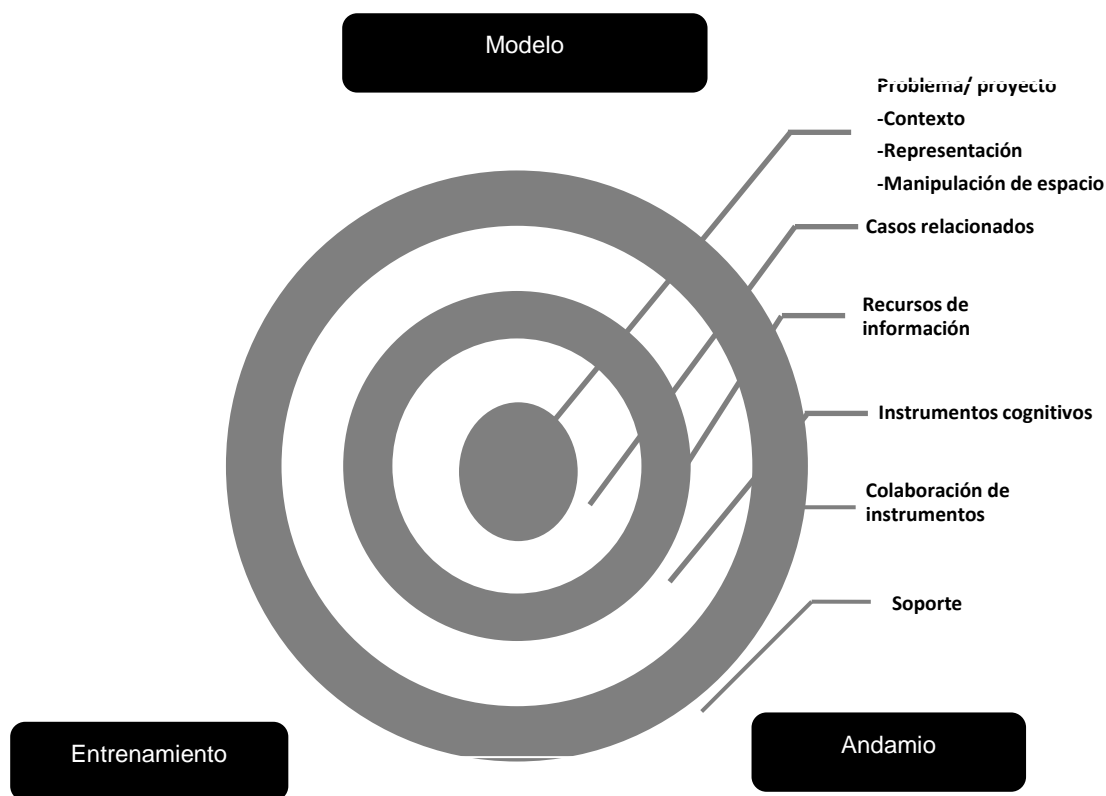 Modelo
Problema/ proyecto
-Contexto
-Representación
-Manipulación de espacio
Casos relacionados
Recursos de
información
Instrumentos cognitivos
Colaboración de
instrumentos
Soporte
Entrenamiento
Andamio